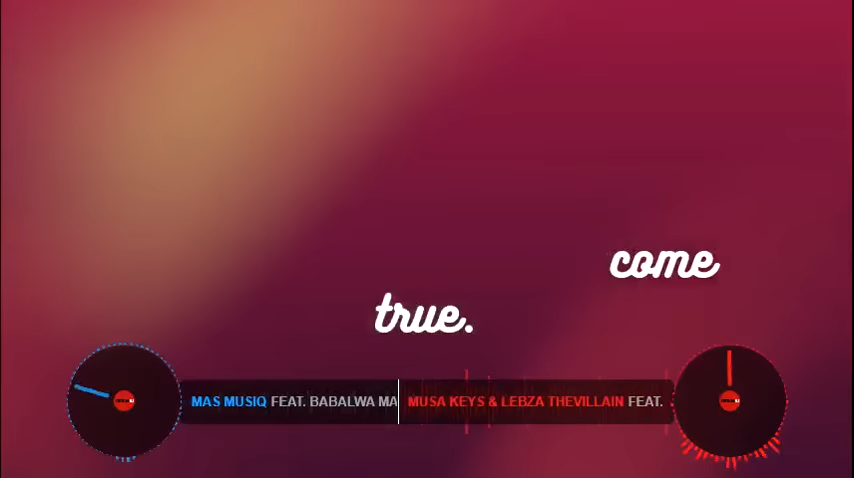 come
true.
MAS MUSIQ FEAT. BABALWA MA
MUSA KEYS & LEBZA THEVILLAIN FEAT.